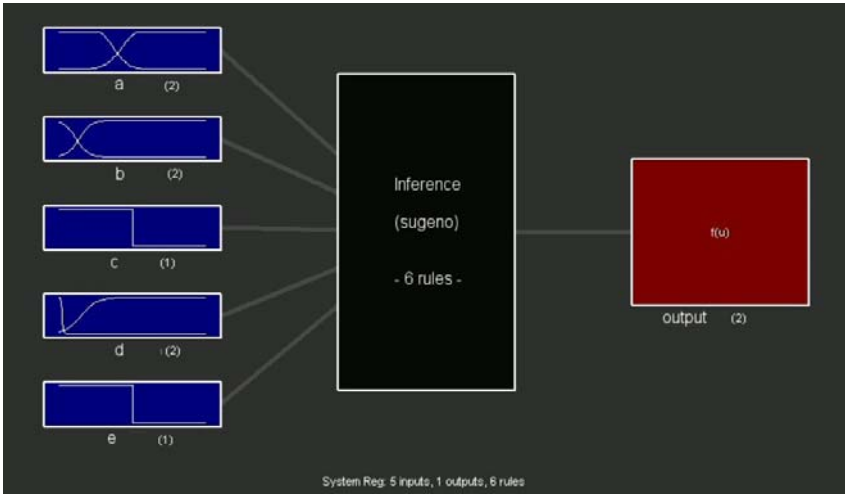 a (2)
b (2)
c (1)
d (2)
e (1)
Inference
(sugeno)
- 6 rules -
f(u)
output (2)
System Reg: 5 inputs, 1 outputs, 6 rules